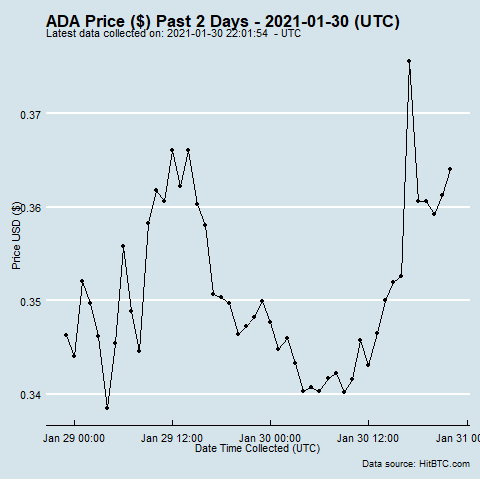 ADA Price ($) Past 2 Days - 2021-01-30 (UTC)
Latest data collected on: 2021-01-30 22:01:54 - UTC
0.37
0.36
0.35
0.34
Price USD ($)
Jan 29 00:00
Jan 29 12:00
Jan 30 00:00
Jan 30 12:00
Jan 31 00
Date Time Collected (UTC)
Data source: HitBTC.com